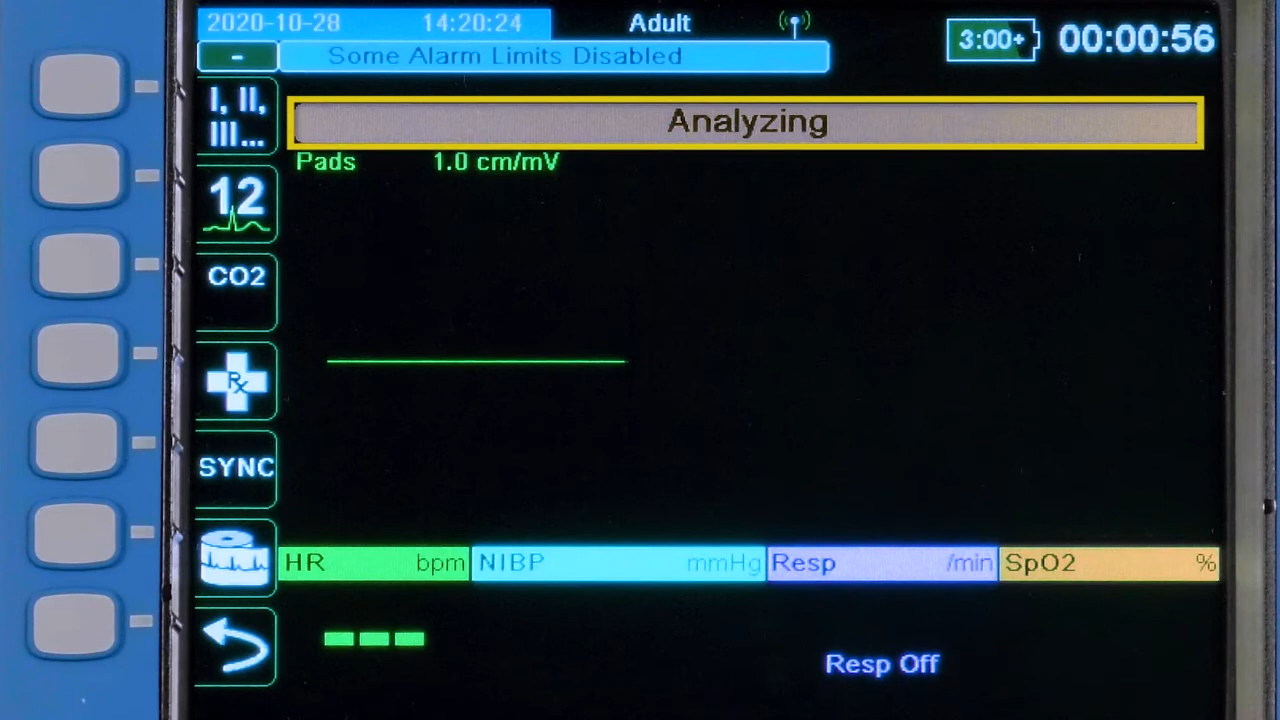 2020-10-28 14:20:24 Adult 3:00+ 00:00:56
- Some Alarm Limits Disabled
I, II,
III...
Analyzing
Pads 1.0 cm/mV
12
CO2
Rx
SYNC
HR bpm NIBP mmHg Resp /min SpO2 %
---
Resp Off